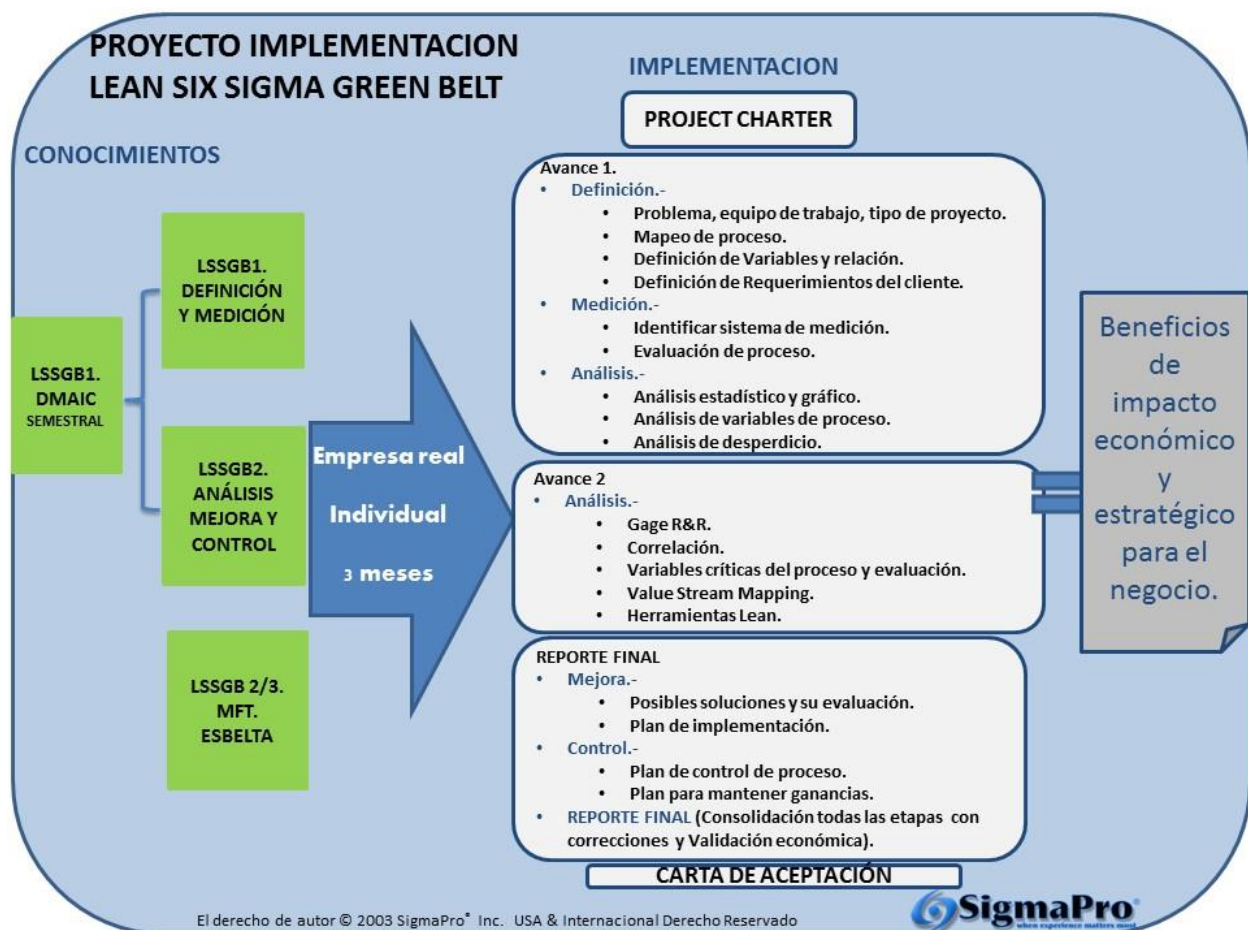 PROYECTO IMPLEMENTACION
LEAN SIX SIGMA GREEN BELT
CONOCIMIENTOS
LSSGB1.
DMAIC
SEMESTRAL
LSSGB1.
DEFINICIÓN
Y MEDICIÓN
LSSGB2.
ANÁLISIS
MEJORA Y
CONTROL
LSSGB 2/3.
MFT.
ESBELTA
Empresa real
Individual
3 meses
IMPLEMENTACION
PROJECT CHARTER
Avance 1.
• Definición.-
• Problema, equipo de trabajo, tipo de proyecto.
• Mapeo de proceso.
• Definición de Variables y relación.
• Definición de Requerimientos del cliente.
• Medición.-
• Identificar sistema de medición.
• Evaluación de proceso.
• Análisis.-
• Análisis estadístico y gráfico.
• Análisis de variables de proceso.
• Análisis de desperdicio.
Avance 2
• Análisis.-
• Gage R&R.
• Correlación.
• Variables críticas del proceso y evaluación.
• Value Stream Mapping.
• Herramientas Lean.
REPORTE FINAL
• Mejora.-
• Posibles soluciones y su evaluación.
• Plan de implementación.
• Control.-
• Plan de control de proceso.
• Plan para mantener ganancias.
• REPORTE FINAL (Consolidación todas las etapas con
correcciones y Validación económica).
CARTA DE ACEPTACIÓN
Beneficios
de
impacto
económico
y
estratégico
para el
negocio.
El derecho de autor © 2003 SigmaPro® Inc. USA & Internacional Derecho Reservado
SigmaPro®
when experience matters most